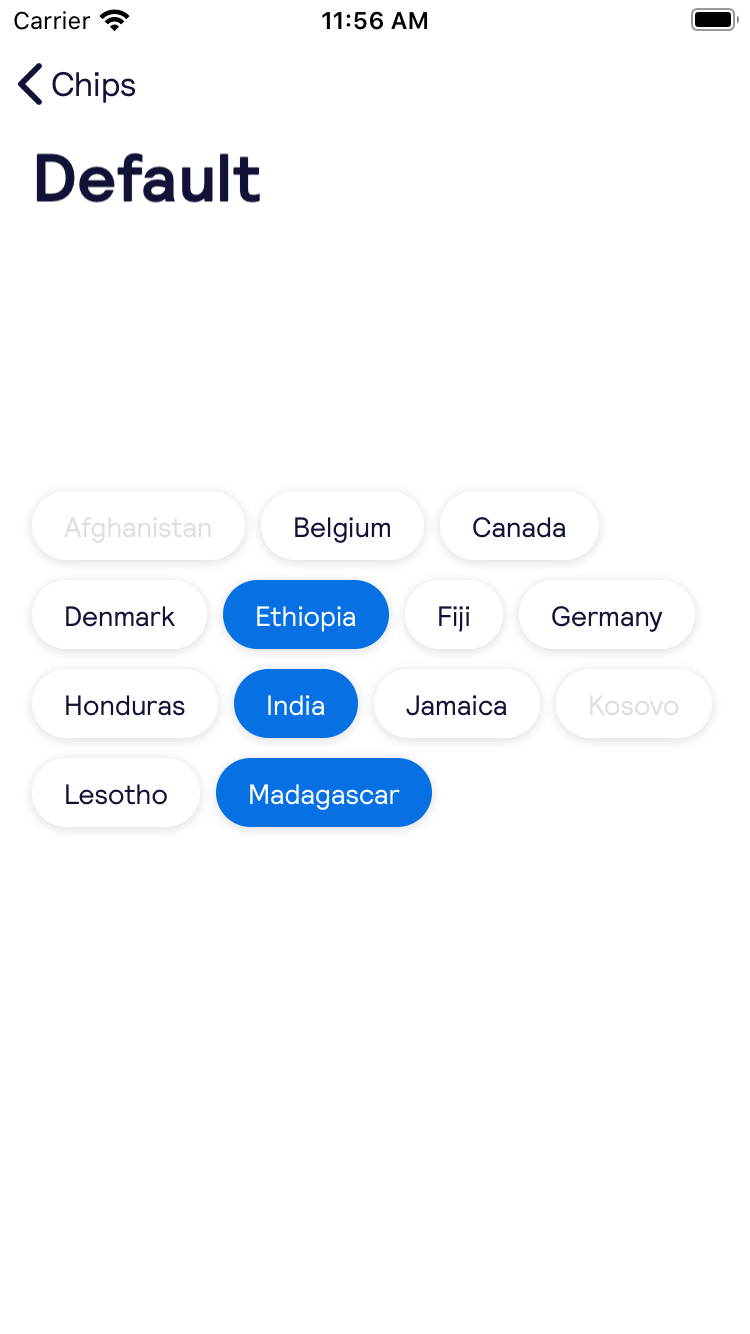 Carrier 11:56 AM
Chips
Default
Afghanistan Belgium Canada
Denmark Ethiopia Fiji Germany
Honduras India Jamaica Kosovo
Lesotho Madagascar